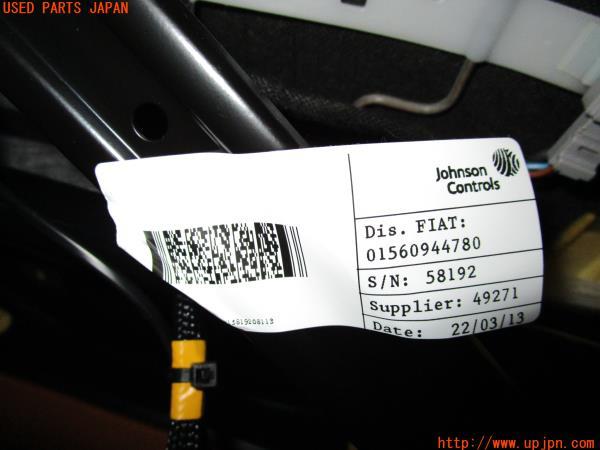 USED PARTS JAPAN
Johnson
Controls
Dis. FIAT:
01560944780
S/N: 58192
Supplier: 49271
Date: 22/03/13
http://www.upjpn.com